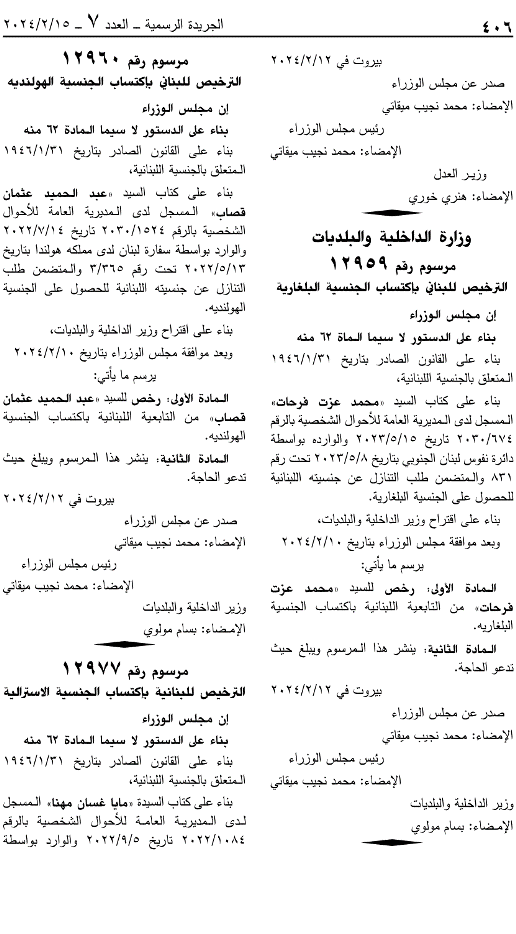 ٤٠٦
الجريدة الرسمية ــ العدد ٧ ــ ٢٠٢٤/٢/١٥
بيروت في ٢٠٢٤/٢/١٢
صدر عن مجلس الوزراء
الإمضاء: محمد نجيب ميقاتي
رئيس مجلس الوزراء
الإمضاء: محمد نجيب ميقاتي
وزير العدل
الإمضاء: هنري خوري
وزارة الداخلية والبلديات
مرسوم رقم ١٢٩٥٩
الترخيص للبناني بإكتساب الجنسية البلغارية
إن مجلس الوزراء
بناء على الدستور لا سيما الماة ٦٢ منه
بناء على القانون الصادر بتاريخ ١٩٤٦/١/٣١
المتعلق بالجنسية اللبنانية،
بناء على كتاب السيد «محمد عزت فرحات»
المسجل لدى المديرية العامة للأحوال الشخصية بالرقم
٢٠٣٠/٦٧٤ تاريخ ٢٠٢٣/٥/١٥ والوارده بواسطة
دائرة نفوس لبنان الجنوبي بتاريخ ٢٠٢٣/٥/٨ تحت رقم
٨٣١ والمتضمن طلب التنازل عن جنسيته اللبنانية
للحصول على الجنسية البلغارية.
بناء على اقتراح وزير الداخلية والبلديات،
وبعد موافقة مجلس الوزراء بتاريخ ٢٠٢٤/٢/١٠
يرسم ما يأتي:
المادة الأولى: رخص للسيد «محمد عزت
فرحات» من التابعية اللبنانية باكتساب الجنسية
البلغاريه.
المادة الثانية: ينشر هذا المرسوم ويبلغ حيث
تدعو الحاجة.
بيروت في ٢٠٢٤/٢/١٢
صدر عن مجلس الوزراء
الإمضاء: محمد نجيب ميقاتي
رئيس مجلس الوزراء
الإمضاء: محمد نجيب ميقاتي
وزير الداخلية والبلديات
الإمضاء: بسام مولوي
مرسوم رقم ١٢٩٦٠
الترخيص للبناني بإكتساب الجنسية الهولنديه
إن مجلس الوزراء
بناء على الدستور لا سيما المادة ٦٢ منه
بناء على القانون الصادر بتاريخ ١٩٤٦/١/٣١
المتعلق بالجنسية اللبنانية،
بناء على كتاب السيد «عبد الحميد عثمان
قصاب» المسجل لدى المديرية العامة للأحوال
الشخصية بالرقم ٢٠٣٠/١٥٢٤ تاريخ ٢٠٢٢/٧/١٤
والوارد بواسطة سفارة لبنان لدى مملكه هولندا بتاريخ
٢٠٢٢/٥/١٣ تحت رقم ٣/٣٦٥ والمتضمن طلب
التنازل عن جنسيته اللبنانية للحصول على الجنسية
الهولنديه.
بناء على اقتراح وزير الداخلية والبلديات،
وبعد موافقة مجلس الوزراء بتاريخ ٢٠٢٤/٢/١٠
يرسم ما يأتي:
المادة الأولى: رخص للسيد «عبد الحميد عثمان
قصاب» من التابعية اللبنانية باكتساب الجنسية
الهولنديه.
المادة الثانية: ينشر هذا المرسوم ويبلغ حيث
تدعو الحاجة.
بيروت في ٢٠٢٤/٢/١٢
صدر عن مجلس الوزراء
الإمضاء: محمد نجيب ميقاتي
رئيس مجلس الوزراء
الإمضاء: محمد نجيب ميقاتي
وزير الداخلية والبلديات
الإمضاء: بسام مولوي
مرسوم رقم ١٢٩٧٧
الترخيص للبنانية بإكتساب الجنسية الاسترالية
إن مجلس الوزراء
بناء على الدستور لا سيما المادة ٦٢ منه
بناء على القانون الصادر بتاريخ ١٩٤٦/١/٣١
المتعلق بالجنسية اللبنانية،
بناء على كتاب السيدة «مايا غسان مهنا» المسجل
لدى المديرية العامة للأحوال الشخصية بالرقم
٢٠٢٢/١٠٨٤ تاريخ ٢٠٢٢/٩/٥ والوارد بواسطة